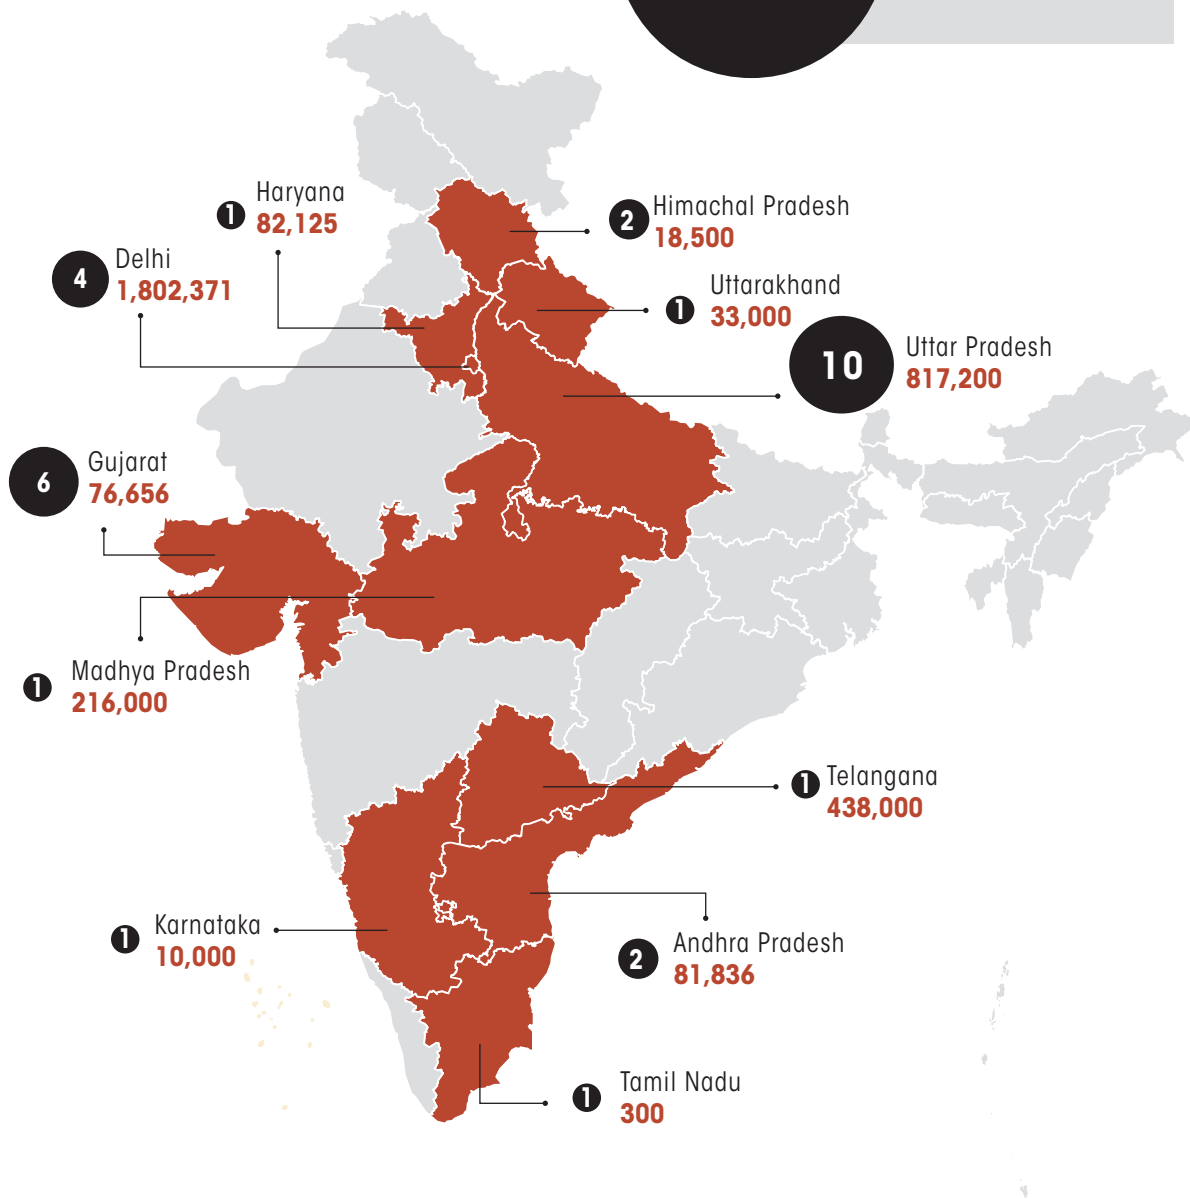 1
Haryana
82,125
2
Himachal Pradesh
18,500
4
Delhi
1,802,371
1
Uttarakhand
33,000
10
Uttar Pradesh
817,200
6
Gujarat
76,656
1
Madhya Pradesh
216,000
1
Telangana
438,000
1
Karnataka
10,000
2
Andhra Pradesh
81,836
1
Tamil Nadu
300